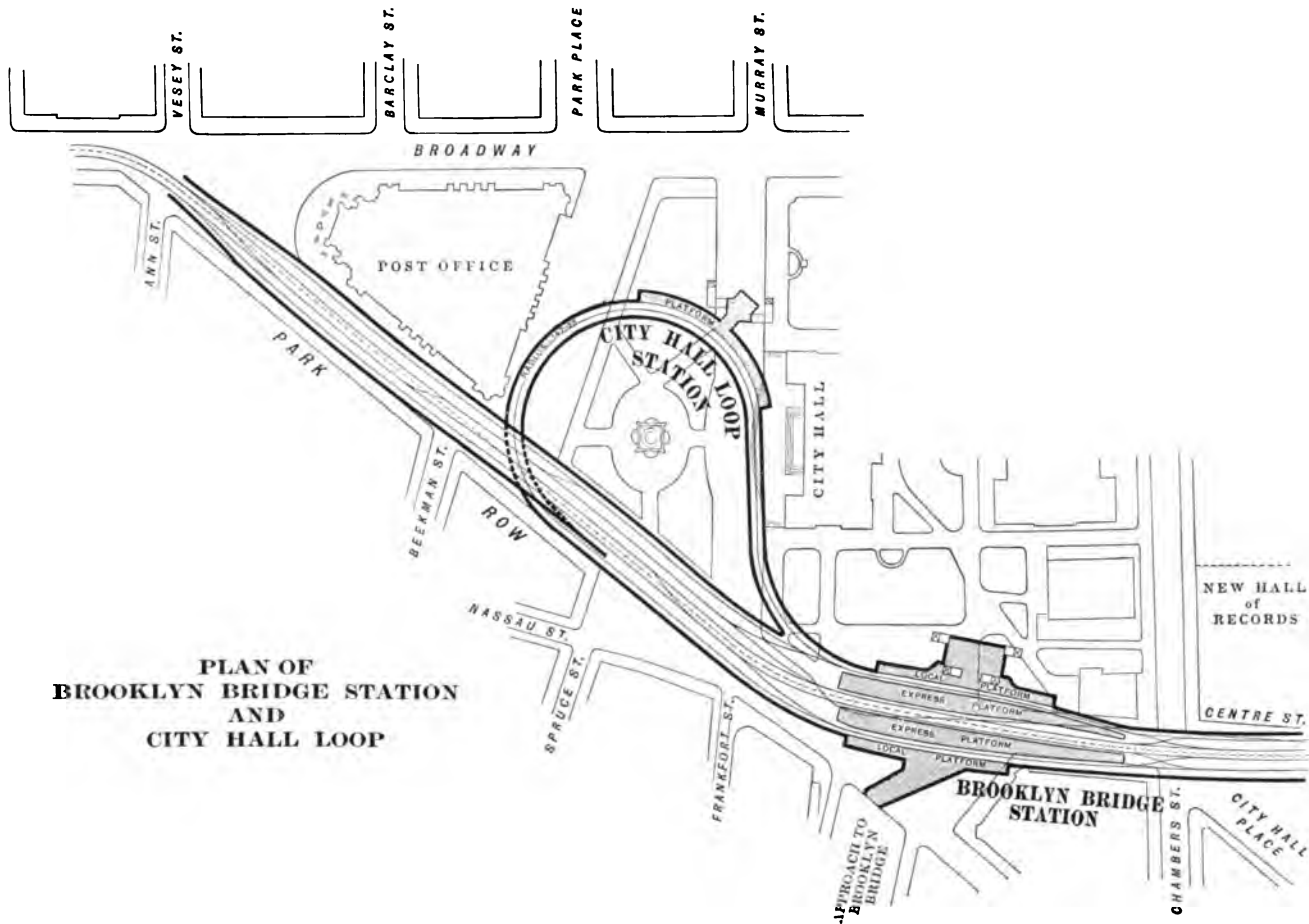 VESEY ST.
BARCLAY ST.
PARK PLACE
MURRAY ST.
BROADWAY
ANN ST.
POST OFFICE
PLATFORM
CITY HALL LOOP
STATION
CITY HALL
PARK
ROW
BEEKMAN ST.
NASSAU ST.
SPRUCE ST.
FRANKFORT ST.
NEW HALL
of
RECORDS
PLAN OF
BROOKLYN BRIDGE STATION
AND
CITY HALL LOOP
LOCAL PLATFORM
EXPRESS PLATFORM
EXPRESS PLATFORM
LOCAL PLATFORM
CENTRE ST.
BROOKLYN BRIDGE
STATION
APPROACH TO
BROOKLYN
BRIDGE
CHAMBERS ST.
CITY HALL
PLACE